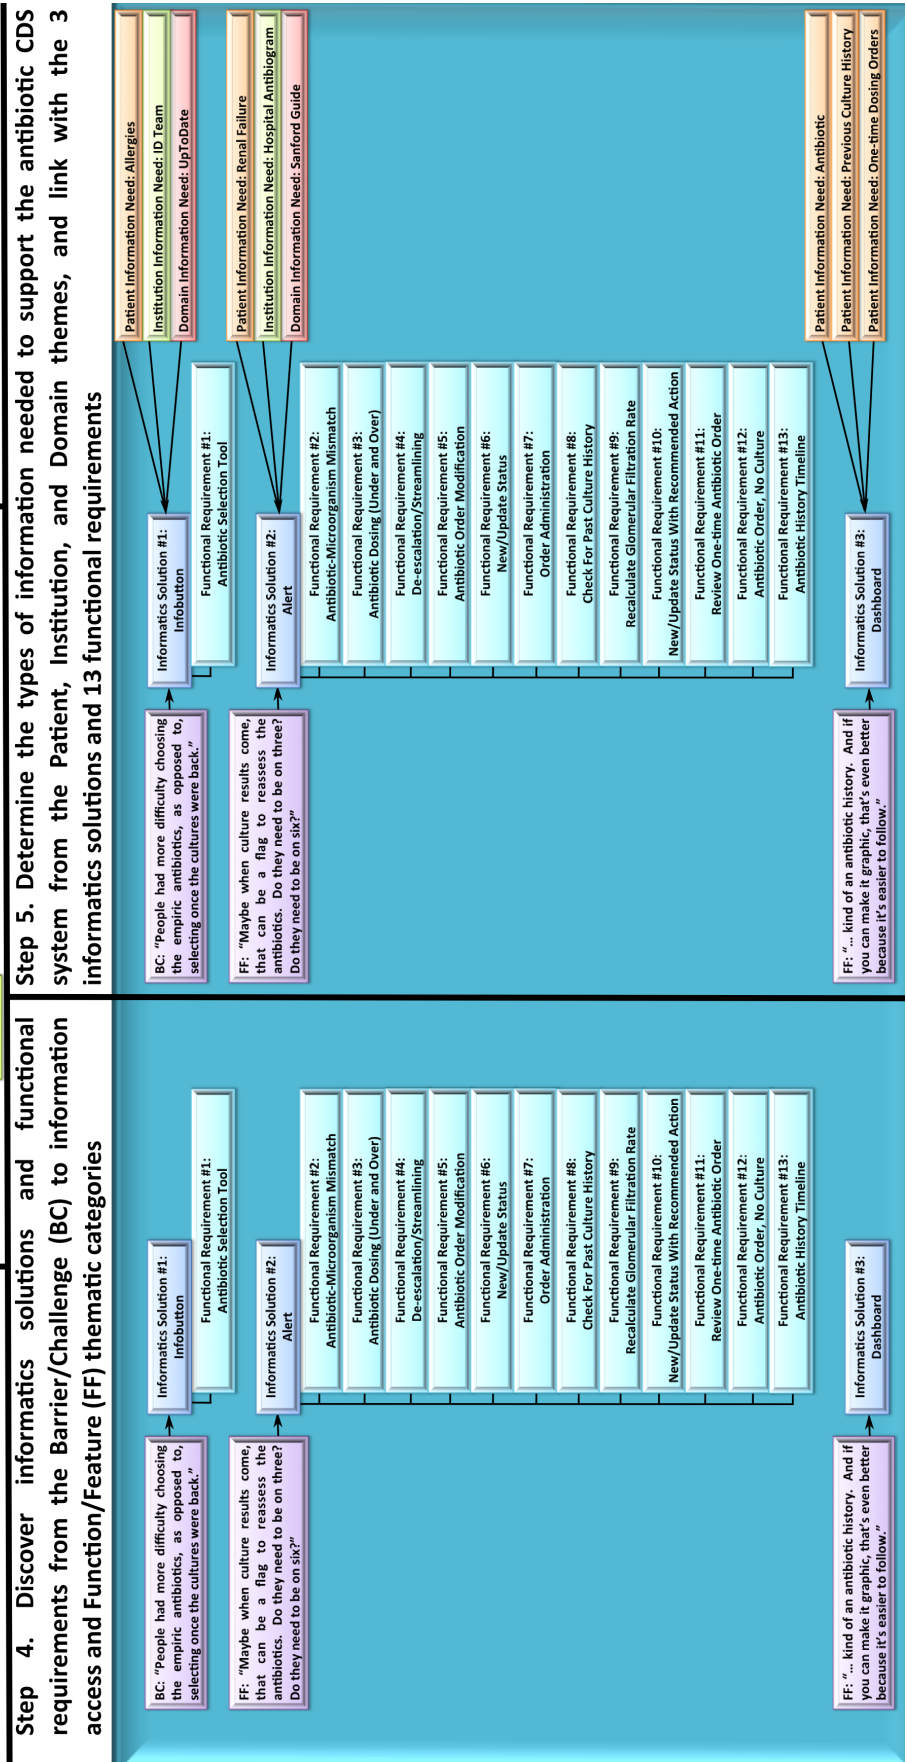 Step 4. Discover informatics solutions and functional
requirements from the Barrier/Challenge (BC) to information
access and Function/Feature (FF) thematic categories
BC: “People had more difficulty choosing
the empiric antibiotics, as opposed to,
selecting once the cultures were back.”
Informatics Solution #1:
Infobutton
Functional Requirement #1:
Antibiotic Selection Tool
FF: “Maybe when culture results come,
that can be a flag to reassess the
antibiotics. Do they need to be on three?
Do they need to be on six?”
Informatics Solution #2:
Alert
Functional Requirement #2:
Antibiotic-Microorganism Mismatch
Functional Requirement #3:
Antibiotic Dosing (Under and Over)
Functional Requirement #4:
De-escalation/Streamlining
Functional Requirement #5:
Antibiotic Order Modification
Functional Requirement #6:
New/Update Status
Functional Requirement #7:
Order Administration
Functional Requirement #8:
Check For Past Culture History
Functional Requirement #9:
Recalculate Glomerular Filtration Rate
Functional Requirement #10:
New/Update Status With Recommended Action
Functional Requirement #11:
Review One-time Antibiotic Order
Functional Requirement #12:
Antibiotic Order, No Culture
Functional Requirement #13:
Antibiotic History Timeline
FF: “... kind of an antibiotic history. And if
you can make it graphic, that’s even better
because it’s easier to follow.”
Informatics Solution #3:
Dashboard
Step 5. Determine the types of information needed to support the antibiotic CDS
system from the Patient, Institution, and Domain themes, and link with the 3
informatics solutions and 13 functional requirements
BC: “People had more difficulty choosing
the empiric antibiotics, as opposed to,
selecting once the cultures were back.”
Informatics Solution #1:
Infobutton
Patient Information Need: Allergies
Institution Information Need: ID Team
Domain Information Need: UpToDate
Functional Requirement #1:
Antibiotic Selection Tool
FF: “Maybe when culture results come,
that can be a flag to reassess the
antibiotics. Do they need to be on three?
Do they need to be on six?”
Informatics Solution #2:
Alert
Patient Information Need: Renal Failure
Institution Information Need: Hospital Antibiogram
Domain Information Need: Sanford Guide
Functional Requirement #2:
Antibiotic-Microorganism Mismatch
Functional Requirement #3:
Antibiotic Dosing (Under and Over)
Functional Requirement #4:
De-escalation/Streamlining
Functional Requirement #5:
Antibiotic Order Modification
Functional Requirement #6:
New/Update Status
Functional Requirement #7:
Order Administration
Functional Requirement #8:
Check For Past Culture History
Functional Requirement #9:
Recalculate Glomerular Filtration Rate
Functional Requirement #10:
New/Update Status With Recommended Action
Functional Requirement #11:
Review One-time Antibiotic Order
Functional Requirement #12:
Antibiotic Order, No Culture
Functional Requirement #13:
Antibiotic History Timeline
FF: “... kind of an antibiotic history. And if
you can make it graphic, that’s even better
because it’s easier to follow.”
Informatics Solution #3:
Dashboard
Patient Information Need: Antibiotic
Patient Information Need: Previous Culture History
Patient Information Need: One-time Dosing Orders